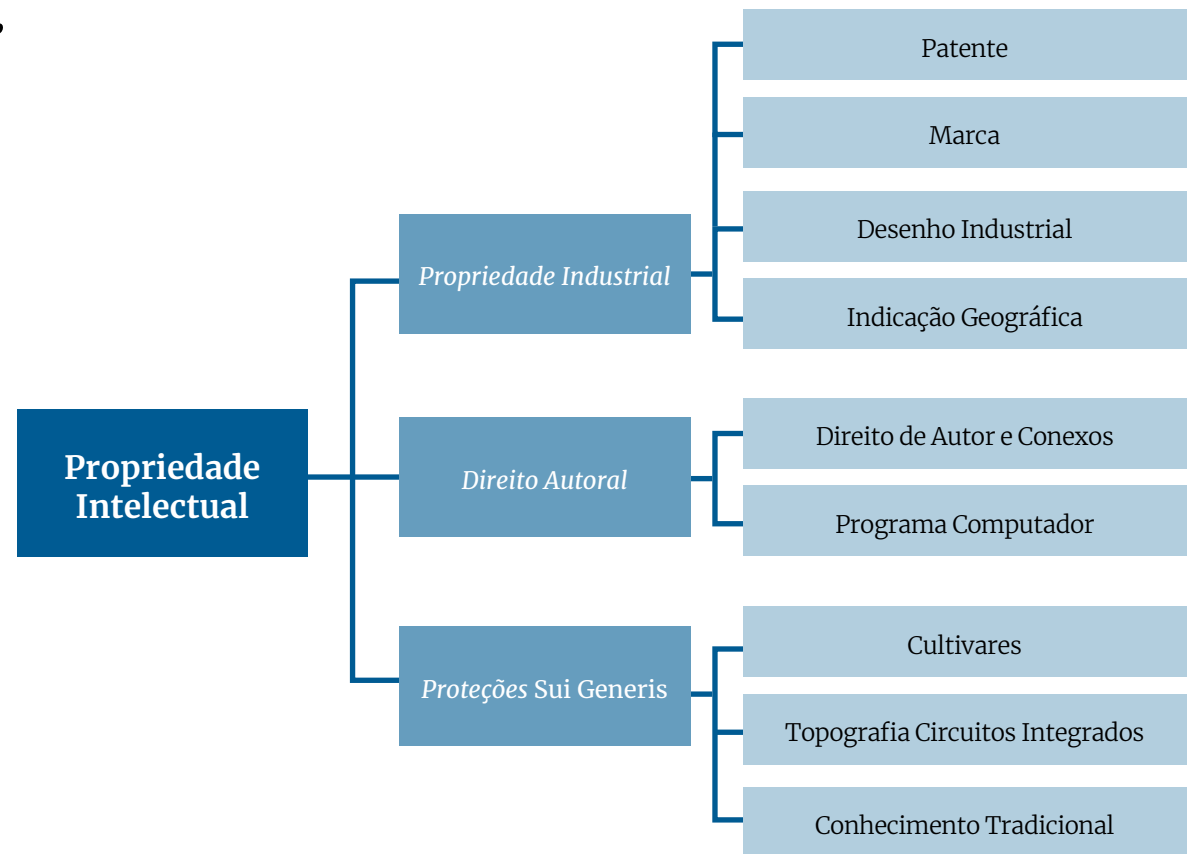 Propriedade
Intelectual
Propriedade Industrial
Patente
Marca
Desenho Industrial
Indicação Geográfica
Direito Autoral
Direito de Autor e Conexos
Programa Computador
Proteções Sui Generis
Cultivares
Topografia Circuitos Integrados
Conhecimento Tradicional